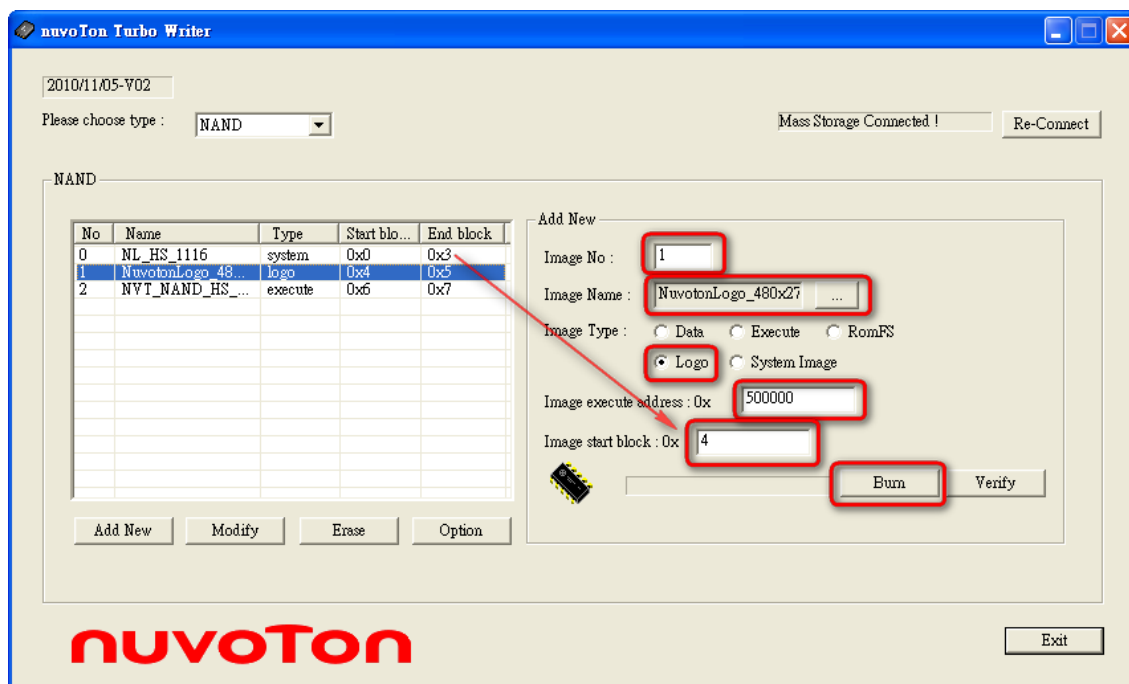 nuvoTon Turbo Writer
2010/11/05-V02
Please choose type :
NAND
Mass Storage Connected !
Re-Connect
NAND
No Name Type Start blo... End block
0 NL_HS_1116 system 0x0 0x3
1 NuvotonLogo_48... logo 0x4 0x5
2 NVT_NAND_HS_... execute 0x6 0x7
Add New Modify Erase Option
Add New
Image No : 1
Image Name : NuvotonLogo_480x27 ...
Image Type : Data Execute RomFS
Logo System Image
Image execute address : 0x 500000
Image start block : 0x 4
Burn Verify
nuvoTon
Exit